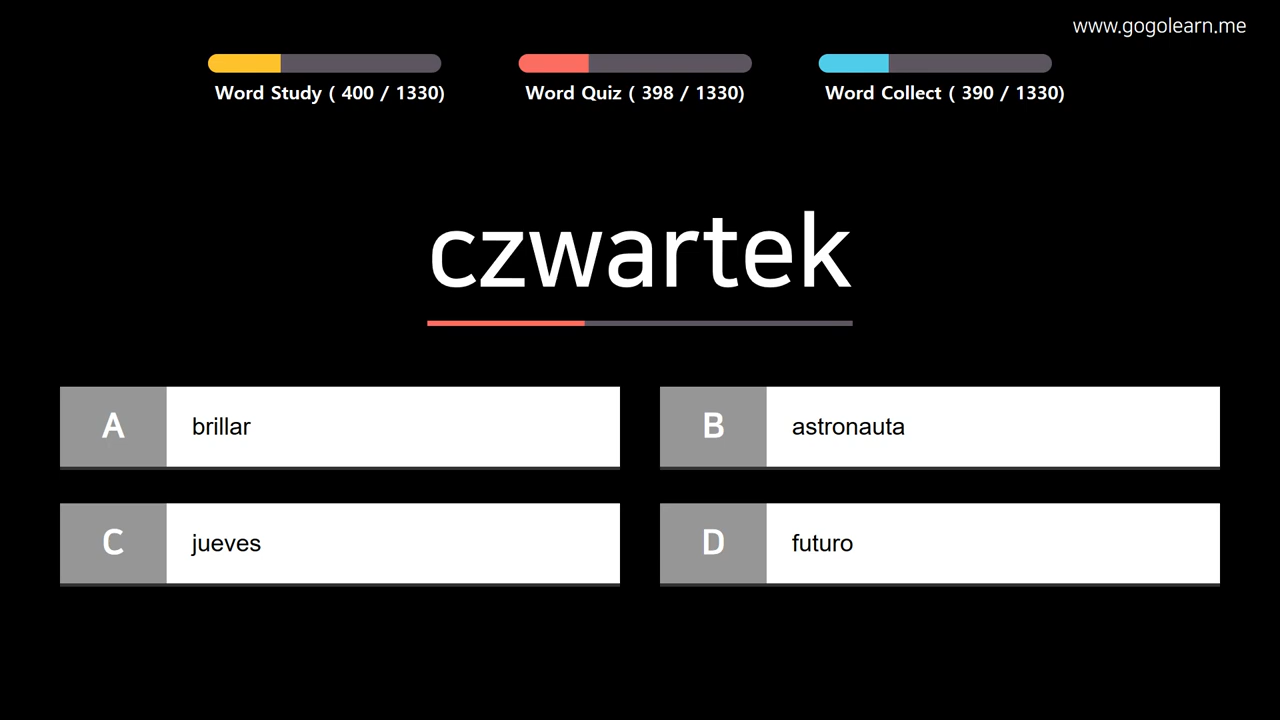 www.gogolearn.me
Word Study ( 400 / 1330)
Word Quiz ( 398 / 1330)
Word Collect ( 390 / 1330)
czwartek
A brillar
B astronauta
C jueves
D futuro